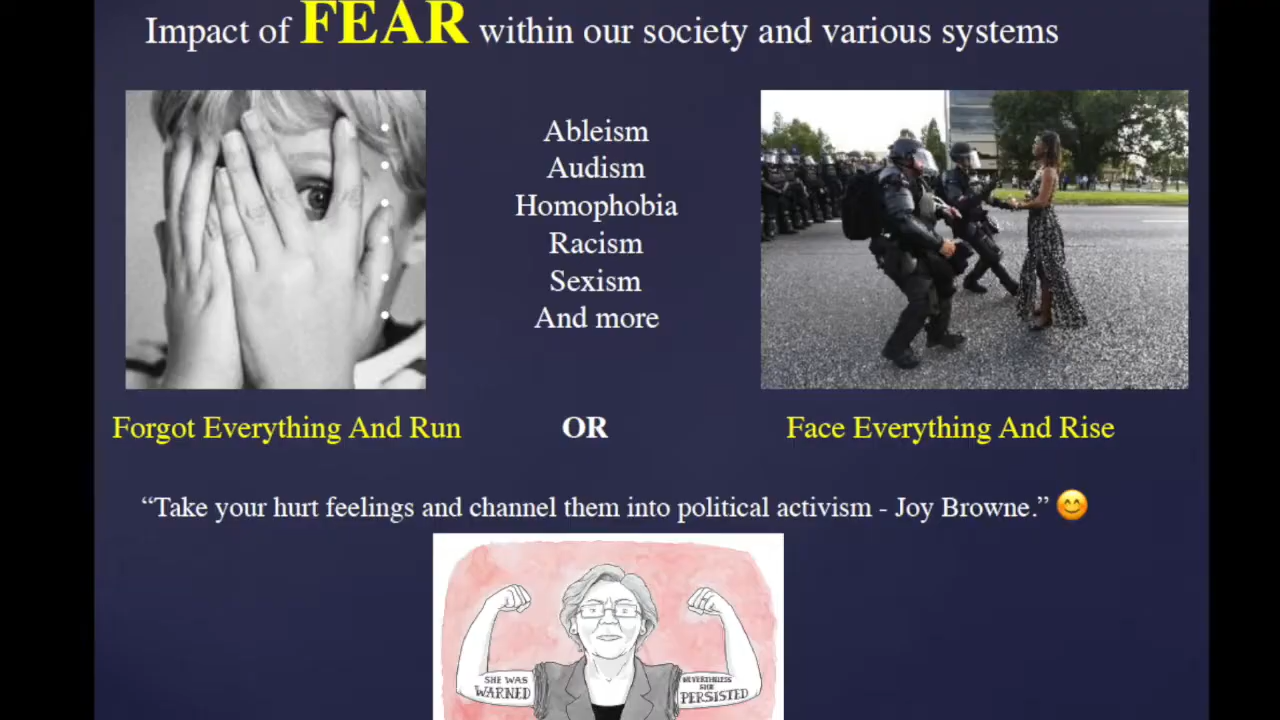 Impact of FEAR within our society and various systems
Ableism
Audism
Homophobia
Racism
Sexism
And more
Forgot Everything And Run
OR
Face Everything And Rise
“Take your hurt feelings and channel them into political activism - Joy Browne.” 😊
SHE WAS
WARNED
NEVERTHELESS
SHE
PERSISTED